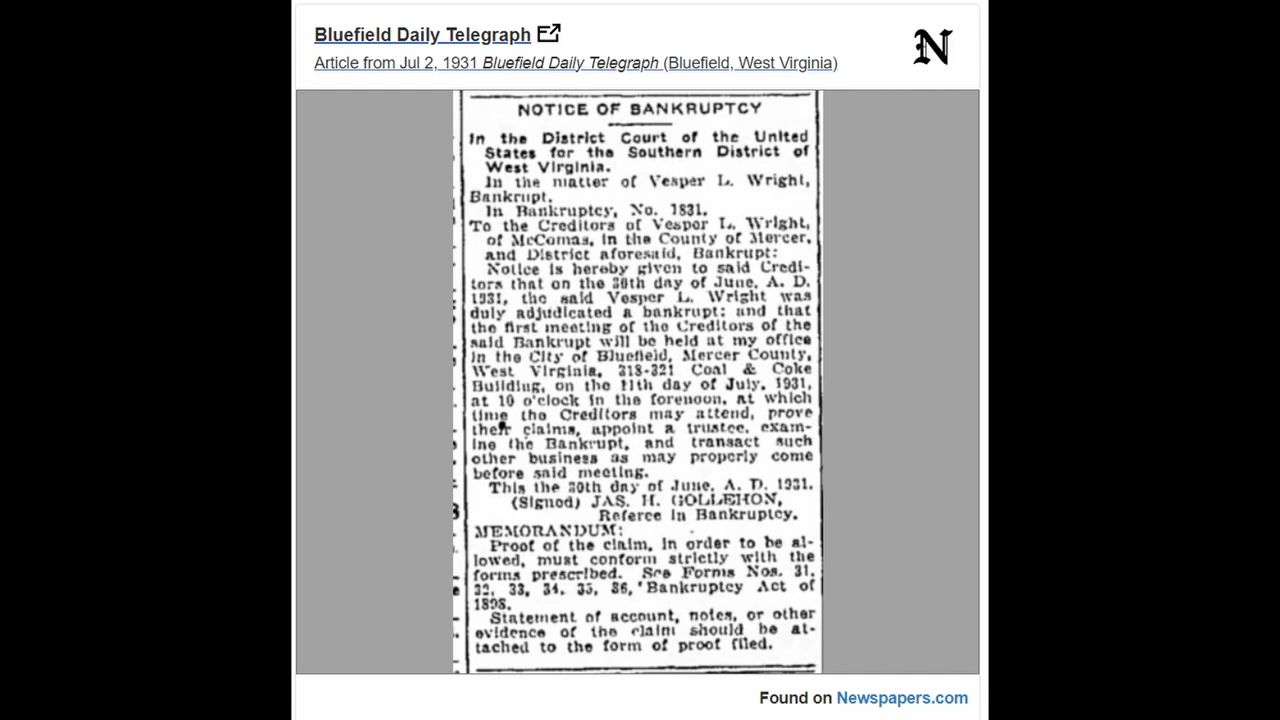 Bluefield Daily Telegraph
Article from Jul 2, 1931 Bluefield Daily Telegraph (Bluefield, West Virginia)
N
NOTICE OF BANKRUPTCY
In the District Court of the United
States for the Southern District of
West Virginia.
In the matter of Vesper L. Wright,
Bankrupt.
In Bankruptcy, No. 1831.
To the Creditors of Vesper L. Wright,
of McComas, in the County of Mercer,
and District aforesaid, Bankrupt:
Notice is hereby given to said Credi-
tors that on the 30th day of June, A. D.
1931, the said Vesper L. Wright was
duly adjudicated a bankrupt; and that
the first meeting of the Creditors of the
said Bankrupt will be held at my office
in the City of Bluefield, Mercer County,
West Virginia, 318-321 Coal & Coke
Building, on the 11th day of July, 1931,
at 10 o'clock in the forenoon, at which
time the Creditors may attend, prove
their claims, appoint a trustee, exam-
ine the Bankrupt, and transact such
other business as may properly come
before said meeting.
This the 30th day of June, A. D. 1931.
(Signed) JAS. H. GOLLEHON,
Referee in Bankruptcy.
MEMORANDUM:
Proof of the claim, in order to be al-
lowed, must conform strictly with the
forms prescribed. See Forms Nos. 31,
32, 33, 34, 35, 36, Bankruptcy Act of
1898.
Statement of account, notes, or other
evidence of the claim should be at-
tached to the form of proof filed.
Found on Newspapers.com